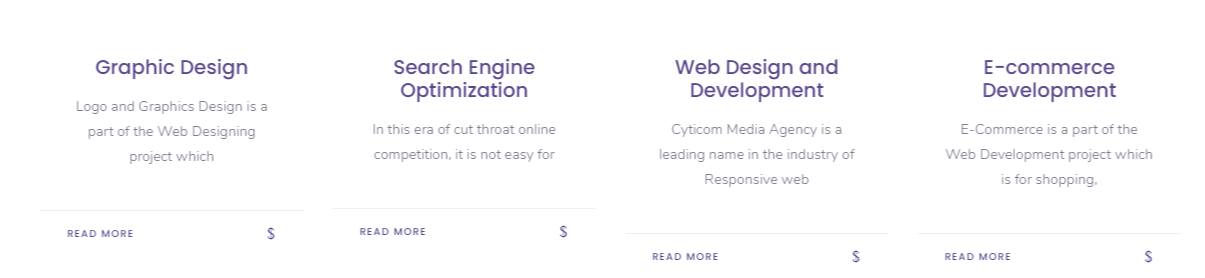 Graphic Design
Logo and Graphics Design is a
part of the Web Designing
project which
READ MORE $
Search Engine
Optimization
In this era of cut throat online
competition, it is not easy for
READ MORE $
Web Design and
Development
Cyticom Media Agency is a
leading name in the industry of
Responsive web
READ MORE $
E-commerce
Development
E-Commerce is a part of the
Web Development project which
is for shopping,
READ MORE $